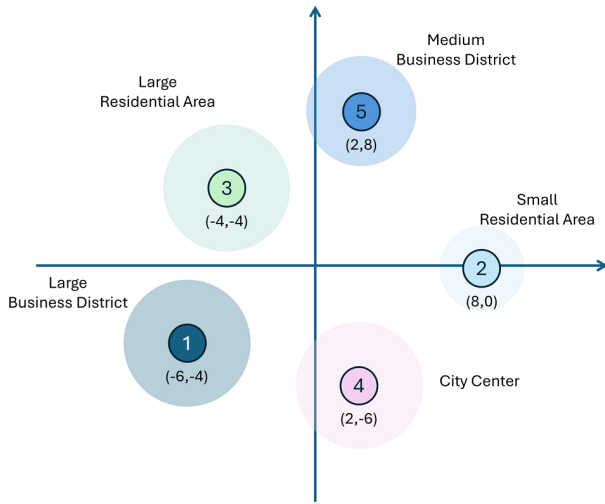 Medium
Business District
5
(2,8)
Large
Residential Area
3
(-4,-4)
Small
Residential Area
2
(8,0)
Large
Business District
1
(-6,-4)
4
(2,-6)
City Center